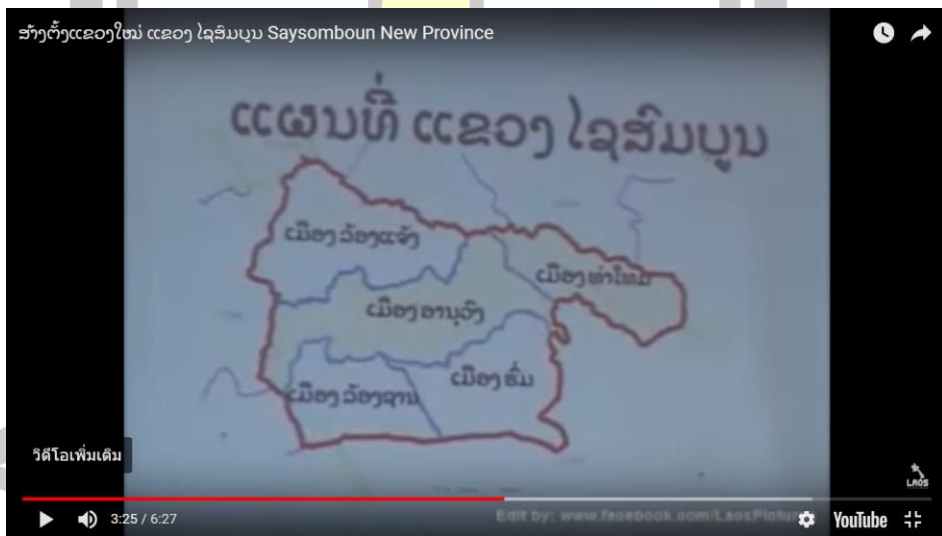 ສ້າງຕັ້ງແຂວງໃໝ່ ແຂວງ ໄຊສົມບູນ Saysomboun New Province
ແຜນທີ່ ແຂວງ ໄຊສົມບູນ
ເມືອງ ລ້ອງແຈ້ງ
ເມືອງ ທ່າໂທມ
ເມືອງ ອານຸວົງ
ເມືອງ ຮົ່ມ
ເມືອງ ລ້ອງຊານ
วิดีโอเพิ่มเติม
LAOS
3:25 / 6:27
Edit by: www.facebook.com/LaosPicture
YouTube